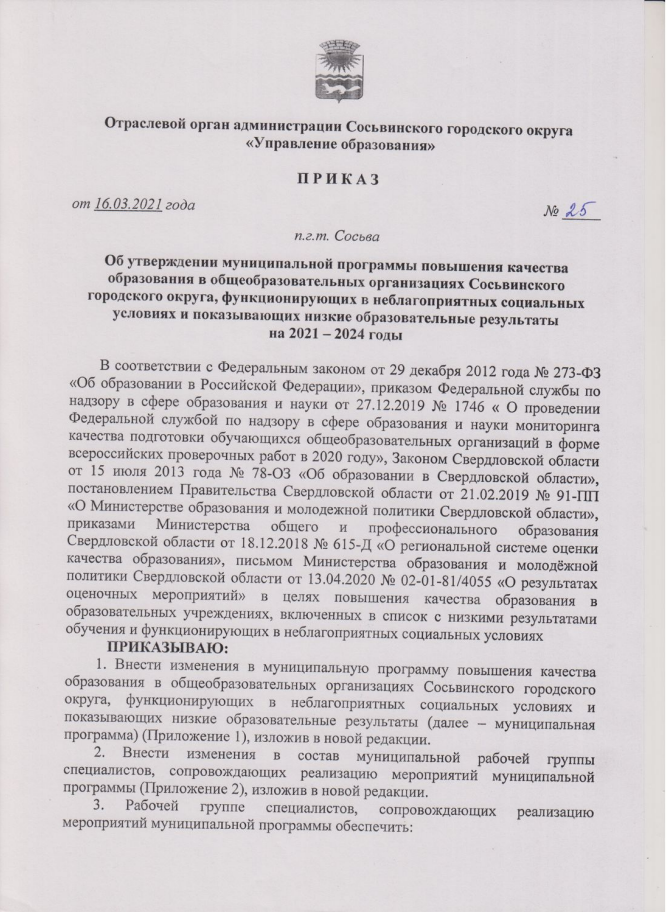 Отраслевой орган администрации Сосьвинского городского округа
«Управление образования»
П Р И К А З
от 16.03.2021 года
№ 25
п.г.т. Сосьва
Об утверждении муниципальной программы повышения качества
образования в общеобразовательных организациях Сосьвинского
городского округа, функционирующих в неблагоприятных социальных
условиях и показывающих низкие образовательные результаты
на 2021 – 2024 годы
В соответствии с Федеральным законом от 29 декабря 2012 года № 273-ФЗ
«Об образовании в Российской Федерации», приказом Федеральной службы по
надзору в сфере образования и науки от 27.12.2019 № 1746 « О проведении
Федеральной службой по надзору в сфере образования и науки мониторинга
качества подготовки обучающихся общеобразовательных организаций в форме
всероссийских проверочных работ в 2020 году», Законом Свердловской области
от 15 июля 2013 года № 78-ОЗ «Об образовании в Свердловской области»,
постановлением Правительства Свердловской области от 21.02.2019 № 91-ПП
«О Министерстве образования и молодежной политики Свердловской области»,
приказами Министерства общего и профессионального образования
Свердловской области от 18.12.2018 № 615-Д «О региональной системе оценки
качества образования», письмом Министерства образования и молодёжной
политики Свердловской области от 13.04.2020 № 02-01-81/4055 «О результатах
оценочных мероприятий» в целях повышения качества образования в
образовательных учреждениях, включенных в список с низкими результатами
обучения и функционирующих в неблагоприятных социальных условиях
ПРИКАЗЫВАЮ:
1. Внести изменения в муниципальную программу повышения качества
образования в общеобразовательных организациях Сосьвинского городского
округа, функционирующих в неблагоприятных социальных условиях и
показывающих низкие образовательные результаты (далее – муниципальная
программа) (Приложение 1), изложив в новой редакции.
2. Внести изменения в состав муниципальной рабочей группы
специалистов, сопровождающих реализацию мероприятий муниципальной
программы (Приложение 2), изложив в новой редакции.
3. Рабочей группе специалистов, сопровождающих реализацию
мероприятий муниципальной программы обеспечить: